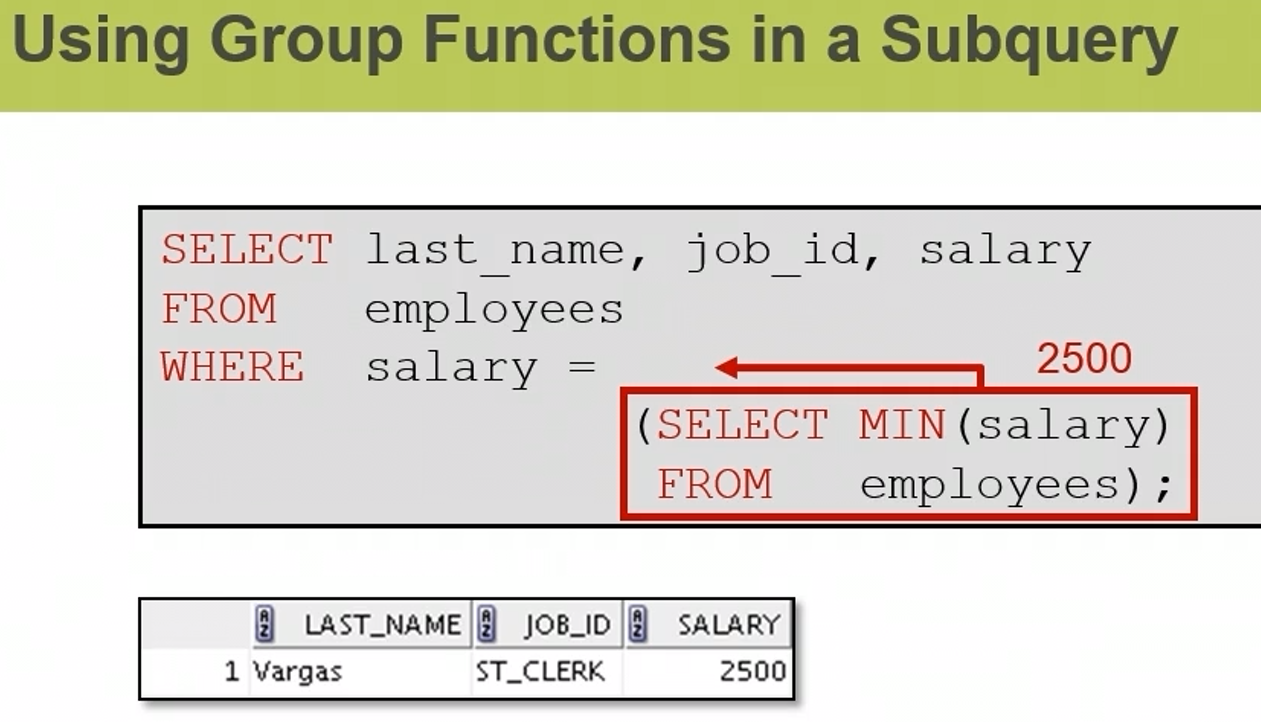 Using Group Functions in a Subquery
SELECT last_name, job_id, salary
FROM employees
WHERE salary =
2500
(SELECT MIN(salary)
FROM employees);
LAST_NAME JOB_ID SALARY
1 Vargas ST_CLERK 2500